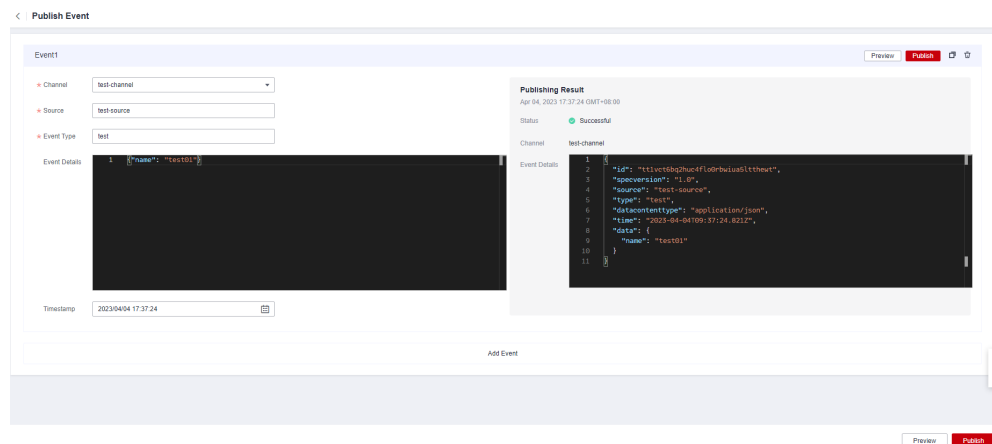 Publish Event
Event1
Preview
Publish
* Channel
test-channel
* Source
test-source
* Event Type
test
Event Details
1 {"name": "test01"}
Timestamp
2023/04/04 17:37:24
Publishing Result
Apr 04, 2023 17:37:24 GMT+08:00
Status
Successful
Channel
test-channel
Event Details
1 {
2 "id": "tt1vct6bq2huc4flo0rbwiua5ltthewt",
3 "specversion": "1.0",
4 "source": "test-source",
5 "type": "test",
6 "datacontenttype": "application/json",
7 "time": "2023-04-04T09:37:24.021Z",
8 "data": {
9 "name": "test01"
10 }
11 }
Add Event
Preview
Publish